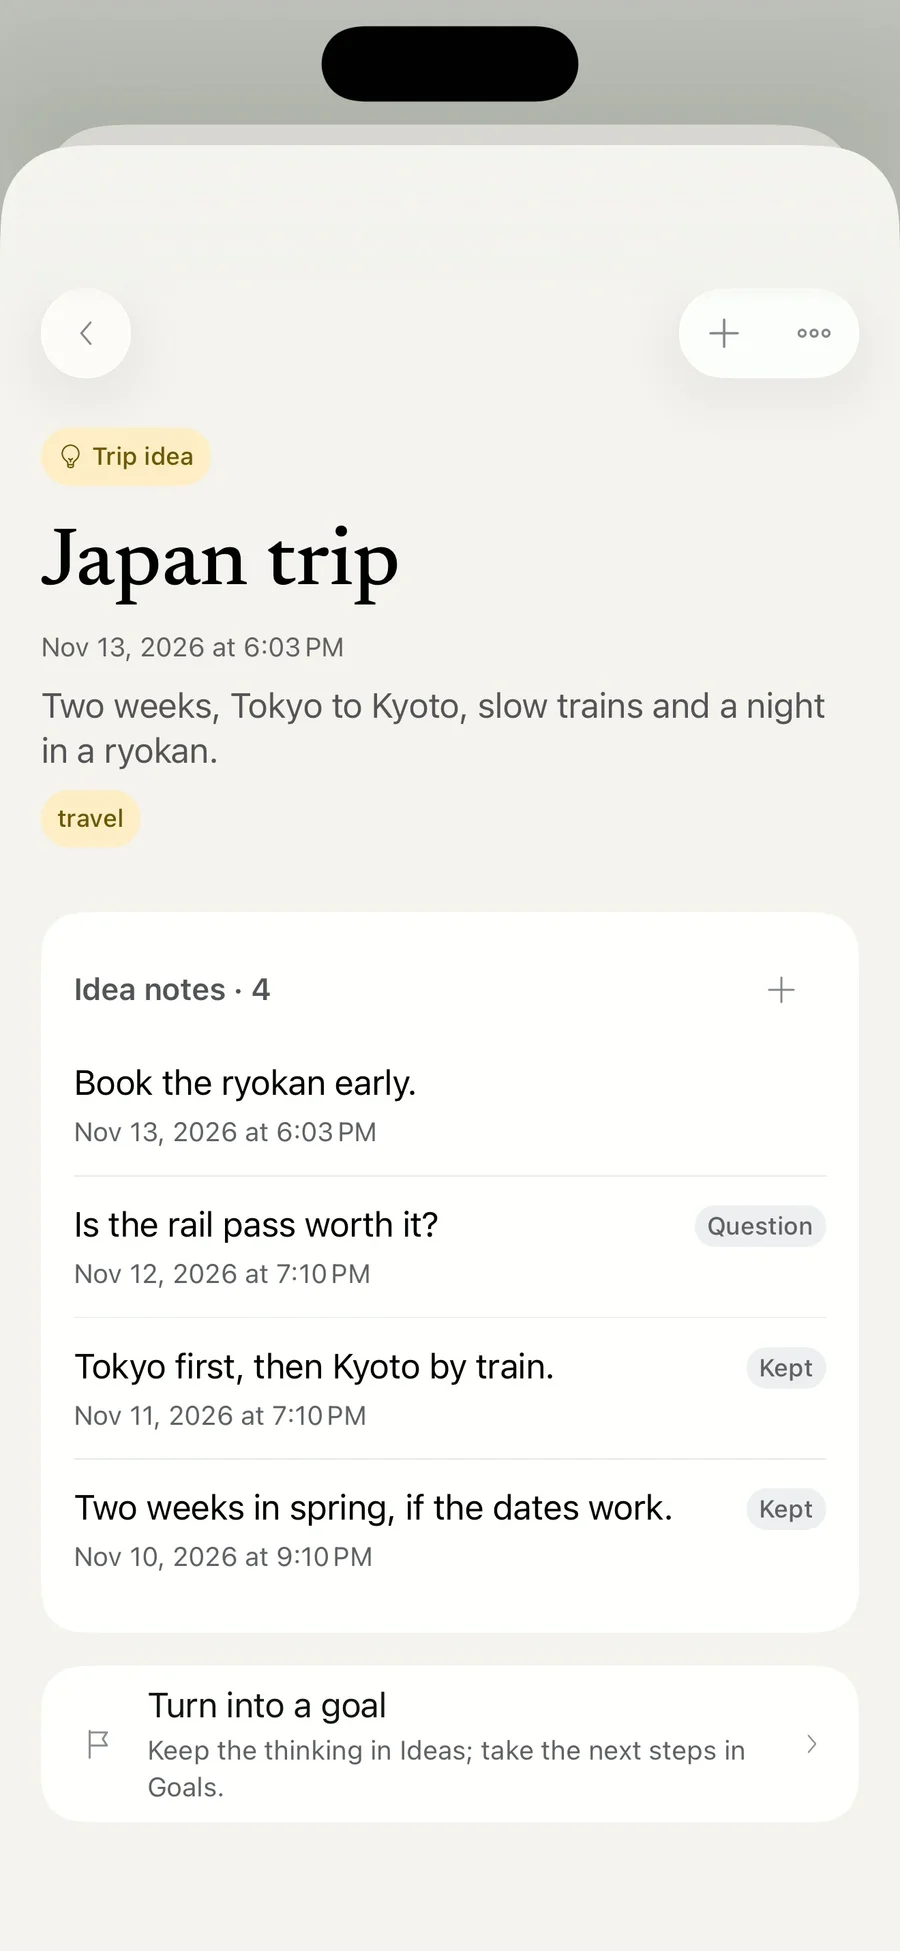 Trip idea
Japan trip
Nov 13, 2026 at 6:03 PM
Two weeks, Tokyo to Kyoto, slow trains and a night
in a ryokan.
travel
Idea notes · 4
Book the ryokan early.
Nov 13, 2026 at 6:03 PM
Is the rail pass worth it?
Question
Nov 12, 2026 at 7:10 PM
Tokyo first, then Kyoto by train.
Kept
Nov 11, 2026 at 7:10 PM
Two weeks in spring, if the dates work.
Kept
Nov 10, 2026 at 9:10 PM
Turn into a goal
Keep the thinking in Ideas; take the next steps in
Goals.